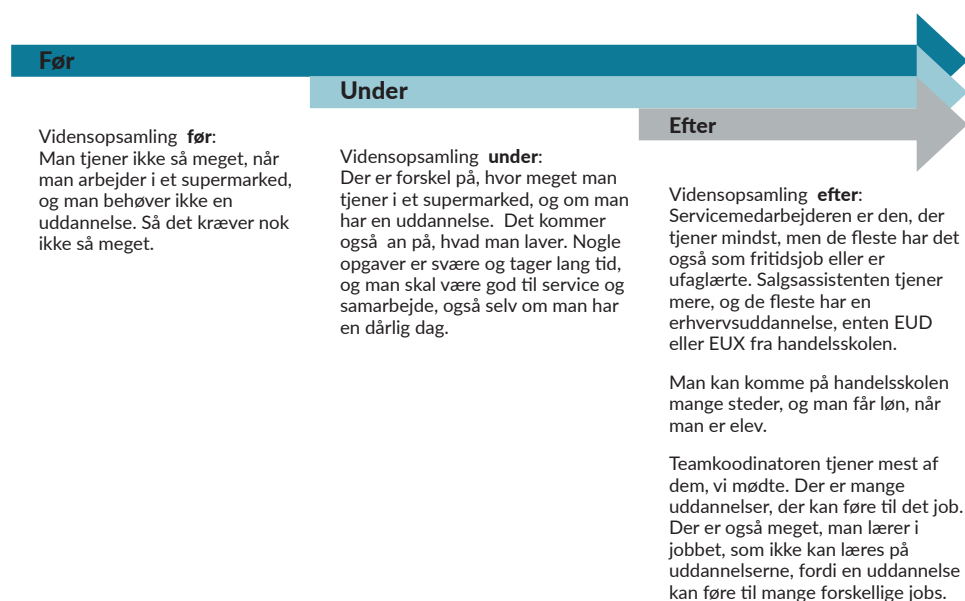 Før
Under
Efter
Vidensopsamling før:
Man tjener ikke så meget, når
man arbejder i et supermarked,
og man behøver ikke en
uddannelse. Så det kræver nok
ikke så meget.
Vidensopsamling under:
Der er forskel på, hvor meget man
tjener i et supermarked, og om man
har en uddannelse. Det kommer
også an på, hvad man laver. Nogle
opgaver er svære og tager lang tid,
og man skal være god til service og
samarbejde, også selv om man har
en dårlig dag.
Vidensopsamling efter:
Servicemedarbejderen er den, der
tjener mindst, men de fleste har det
også som fritidsjob eller er
ufaglærte. Salgsassistenten tjener
mere, og de fleste har en
erhvervsuddannelse, enten EUD
eller EUX fra handelsskolen.
Man kan komme på handelsskolen
mange steder, og man får løn, når
man er elev.
Teamkoodinatoren tjener mest af
dem, vi mødte. Der er mange
uddannelser, der kan føre til det job.
Der er også meget, man lærer i
jobbet, som ikke kan læres på
uddannelserne, fordi en uddannelse
kan føre til mange forskellige jobs.